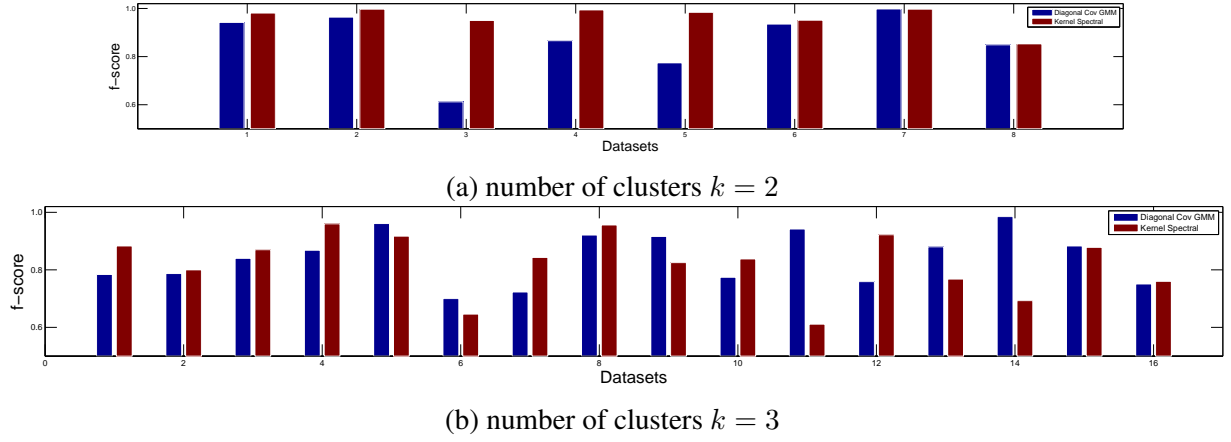 1.0
0.8
0.6
f-score
Diagonal Cov GMM
Kernel Spectral
1 2 3 4 5 6 7 8
Datasets
(a) number of clusters k = 2
1.0
0.8
0.6
f-score
Diagonal Cov GMM
Kernel Spectral
0 2 4 6 8 10 12 14 16
Datasets
(b) number of clusters k = 3